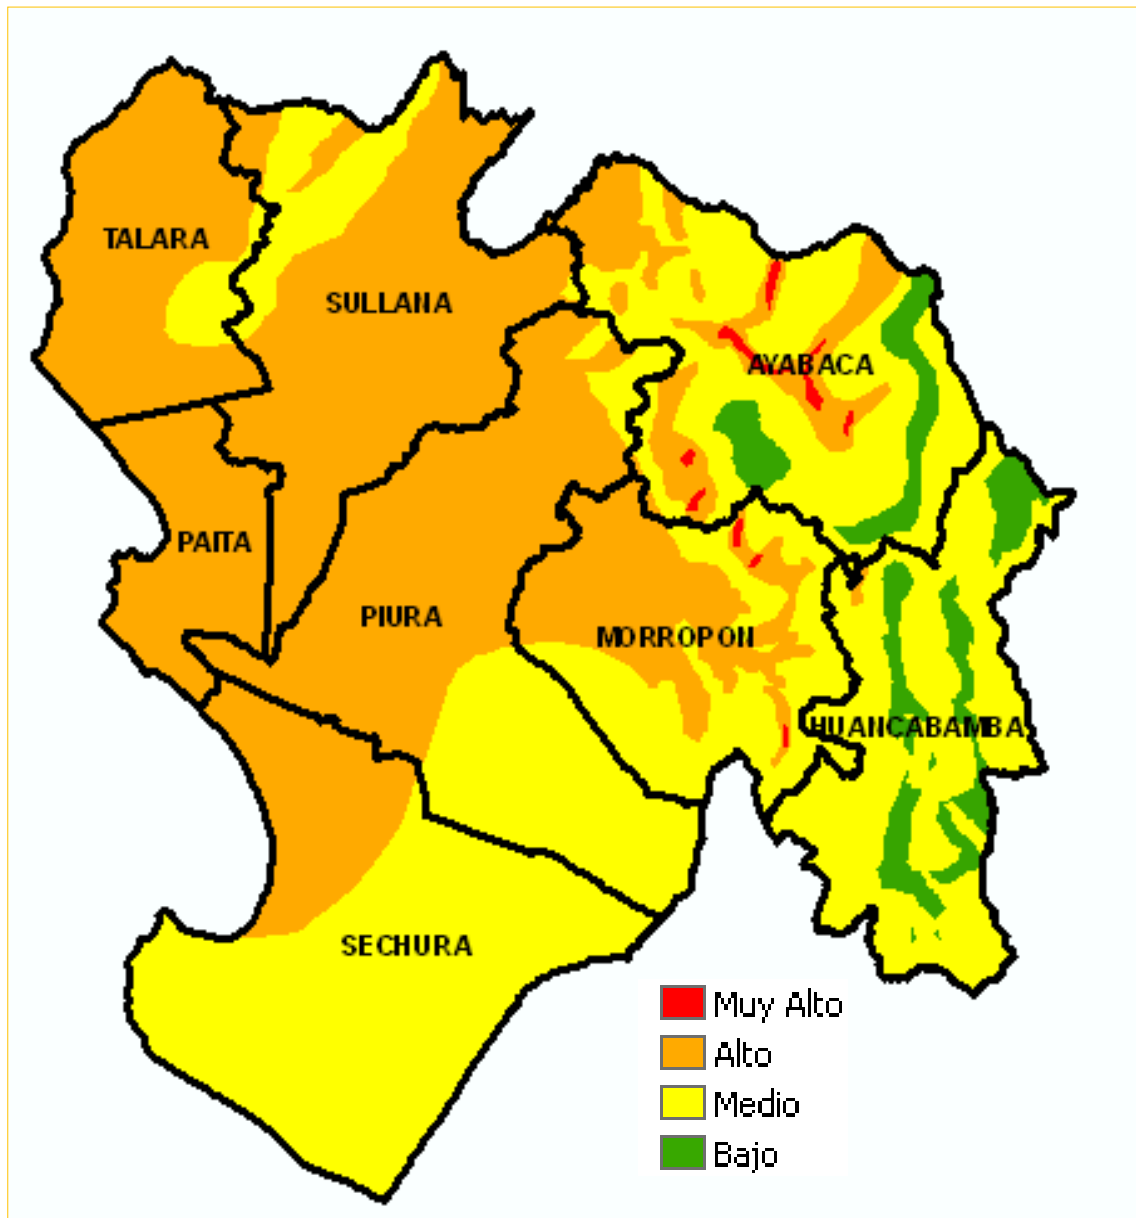 TALARA
SULLANA
AYABACA
PAITA
PIURA
MORROPON
HUANCABAMBA
SECHURA
Muy Alto
Alto
Medio
Bajo